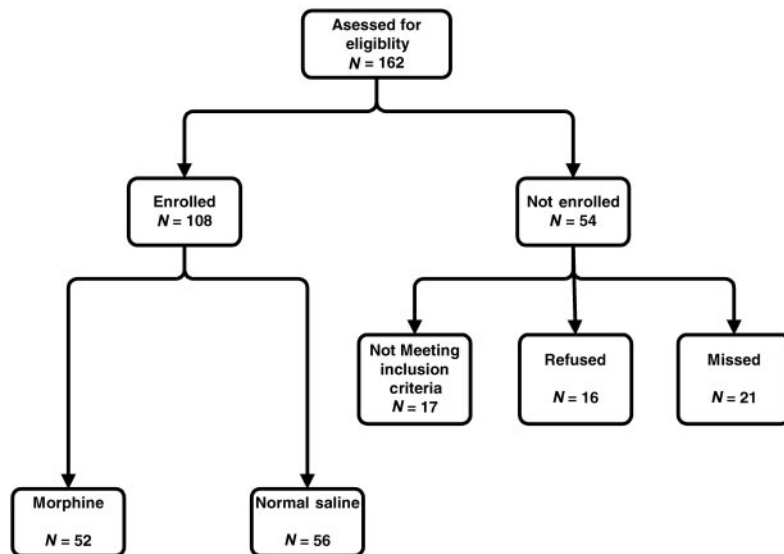 Asessed for
eligiblity
N = 162
Enrolled
N = 108
Not enrolled
N = 54
Not Meeting
inclusion
criteria
N = 17
Refused
N = 16
Missed
N = 21
Morphine
N = 52
Normal saline
N = 56